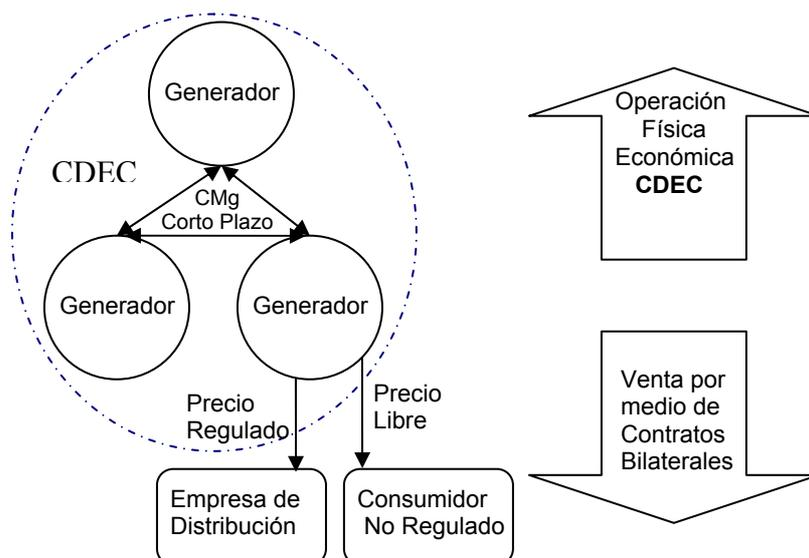 Generador
CDEC
CMg
Corto Plazo
Generador
Generador
Precio
Regulado
Precio
Libre
Empresa de
Distribución
Consumidor
No Regulado
Operación
Física
Económica
CDEC
Venta por
medio de
Contratos
Bilaterales